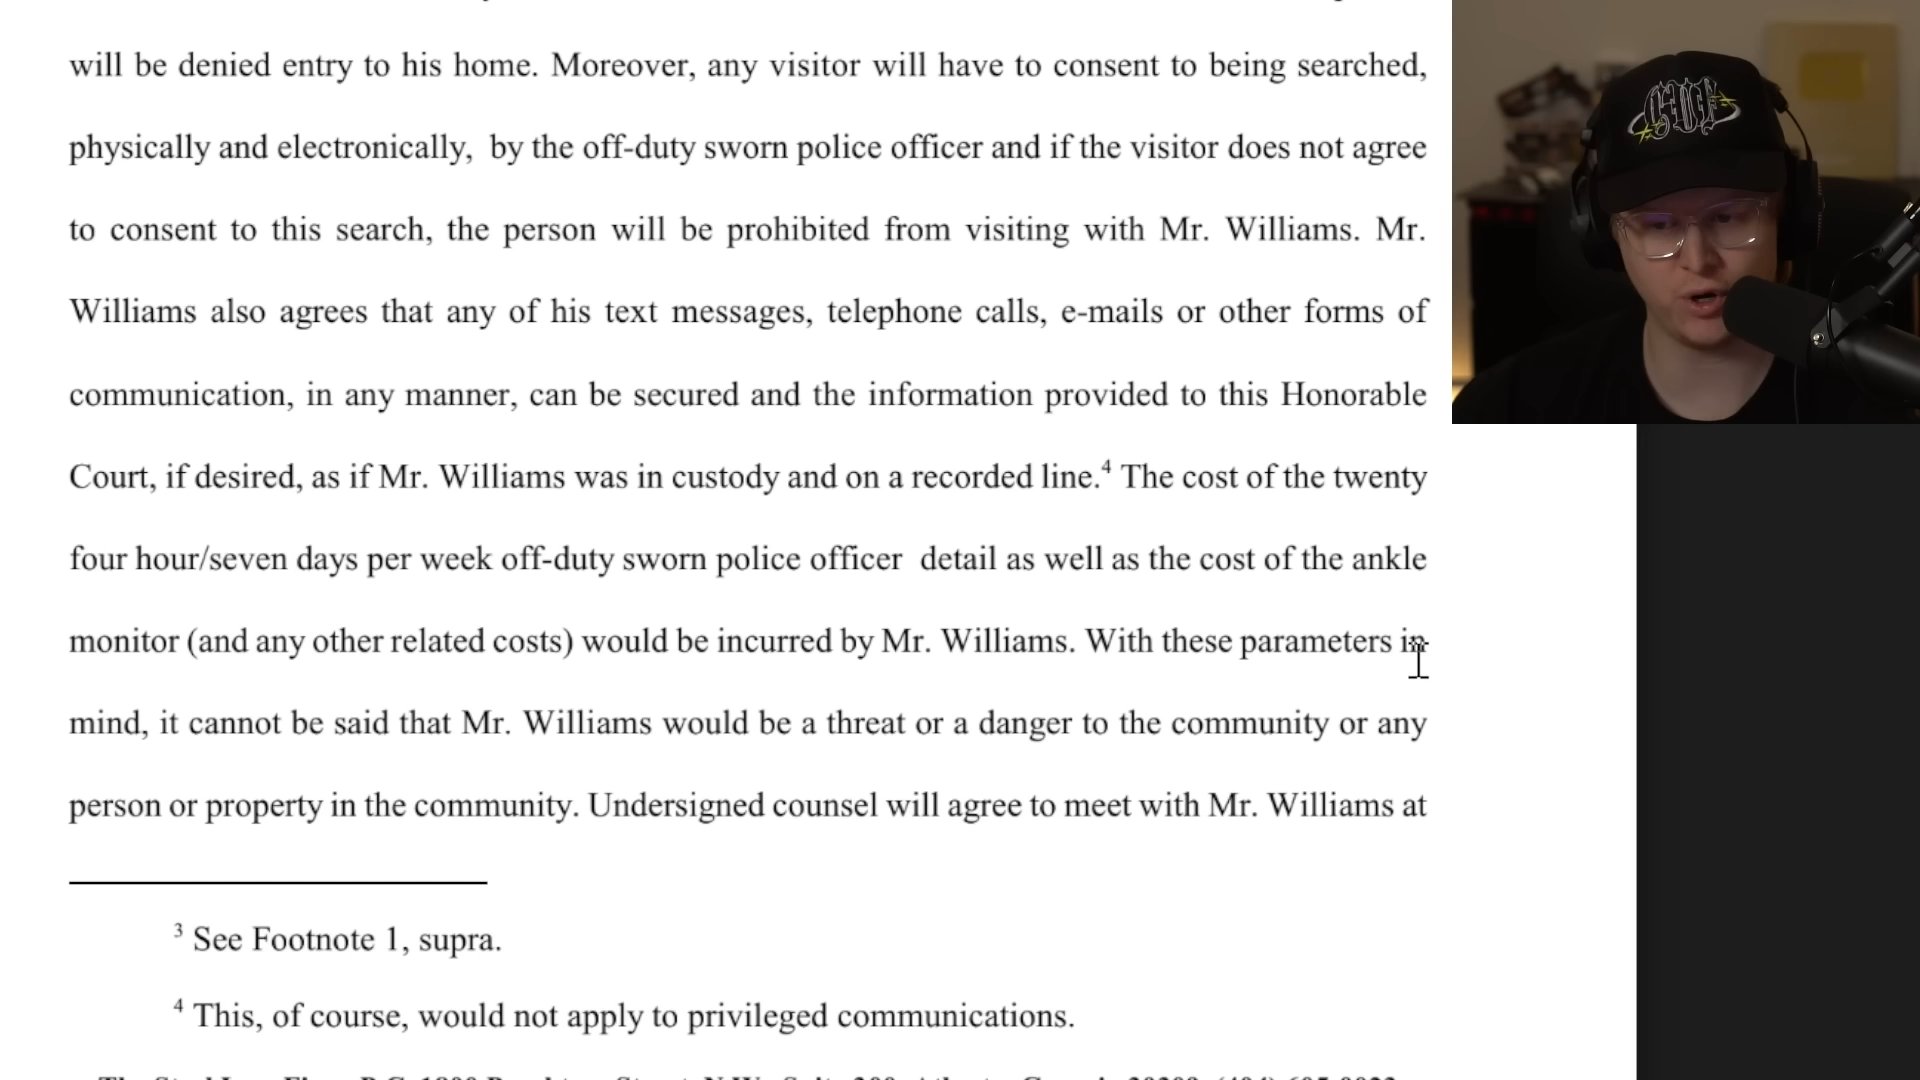 will be denied entry to his home. Moreover, any visitor will have to consent to being searched,
physically and electronically, by the off-duty sworn police officer and if the visitor does not agree
to consent to this search, the person will be prohibited from visiting with Mr. Williams. Mr.
Williams also agrees that any of his text messages, telephone calls, e-mails or other forms of
communication, in any manner, can be secured and the information provided to this Honorable
Court, if desired, as if Mr. Williams was in custody and on a recorded line.⁴ The cost of the twenty
four hour/seven days per week off-duty sworn police officer detail as well as the cost of the ankle
monitor (and any other related costs) would be incurred by Mr. Williams. With these parameters in
mind, it cannot be said that Mr. Williams would be a threat or a danger to the community or any
person or property in the community. Undersigned counsel will agree to meet with Mr. Williams at
³ See Footnote 1, supra.
⁴ This, of course, would not apply to privileged communications.